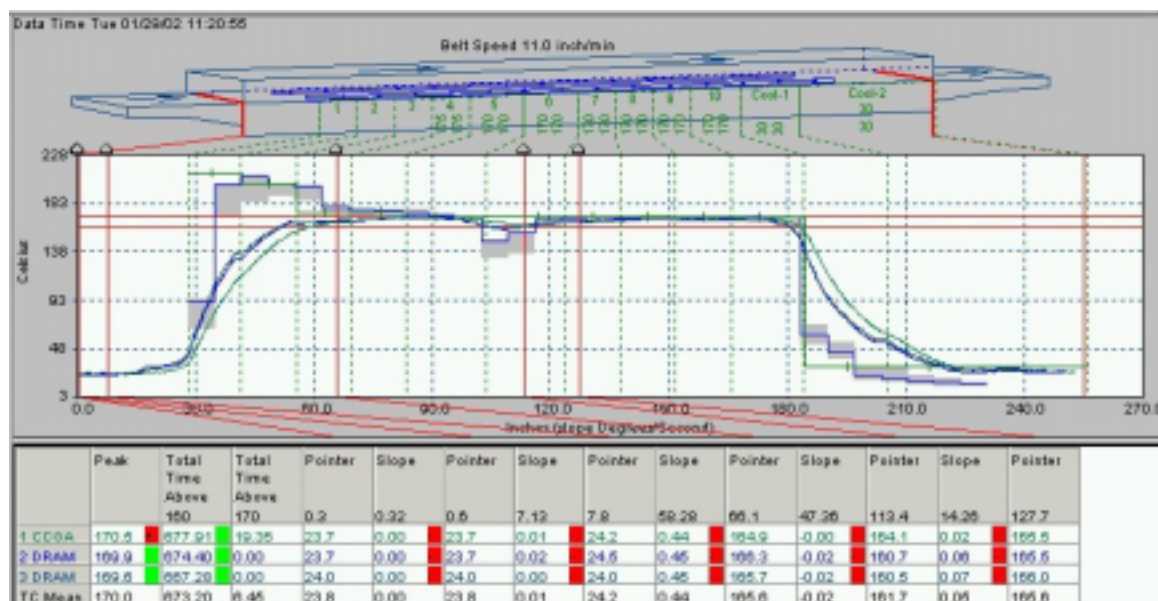 Data Time Tue 01/29/02 11:20:55
Belt Speed 11.0 inch/min
1 2 3 4 5 6 7 8 9 10 Cool-1 Cool-2
30
30
228
183
138
93
48
3
Celsius
0.0 30.0 60.0 90.0 120.0 150.0 180.0 210.0 240.0 270.0
Inches (slope Degrees/Second)
Peak Total Time Above 160 Total Time Above 170 Pointer 0.3 Slope 0.32 Pointer 0.6 Slope 7.13 Pointer 7.8 Slope 58.28 Pointer 66.1 Slope 47.36 Pointer 113.4 Slope 14.26 Pointer 127.7
1 CCGA 170.5 677.91 19.35 23.7 0.00 23.7 0.01 24.2 0.44 164.9 -0.00 164.1 0.02 165.5
2 DRAM 169.9 674.40 0.00 23.7 0.00 23.7 0.02 24.5 0.45 166.3 -0.02 160.7 0.06 165.5
3 DRAM 169.6 667.28 0.00 24.0 0.00 24.0 0.00 24.0 0.45 165.7 -0.02 160.5 0.07 166.0
TC Mean 170.0 673.20 6.45 23.8 0.00 23.8 0.01 24.2 0.44 165.6 -0.02 161.7 0.05 165.6